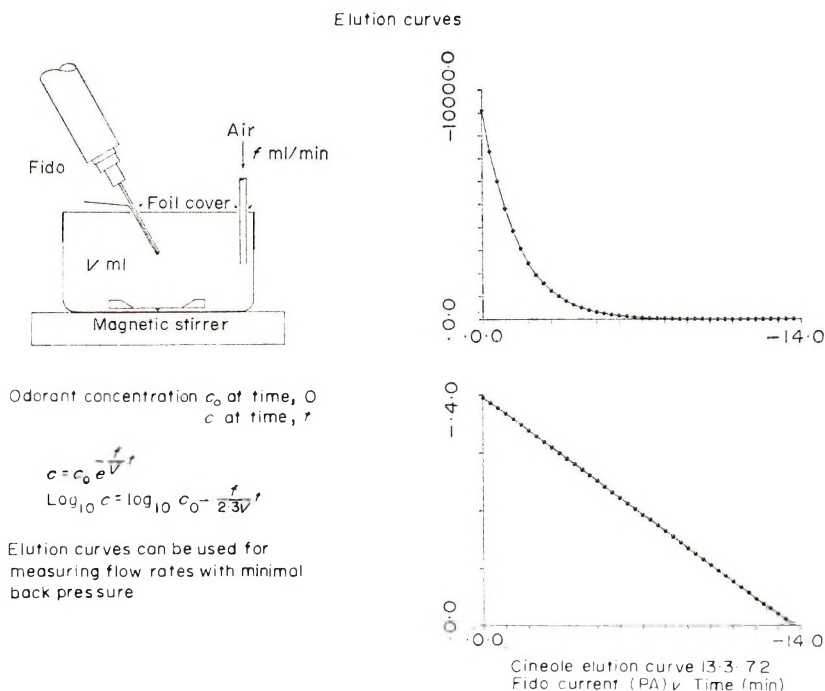 Elution curves
Fido
Air
f ml/min
Foil cover
V ml
Magnetic stirrer
Odorant concentration c₀ at time, 0
c at time, t
c = c₀ e^{-\frac{f}{V} t}
Log₁₀ c = log₁₀ c₀ - \frac{f}{2·3V} t
Elution curves can be used for
measuring flow rates with minimal
back pressure
-10000·0
0·0
0·0
-14·0
-4·0
0·0
0·0
-14·0
Cineole elution curve 13·3·72
Fido current (PA) v Time (min)